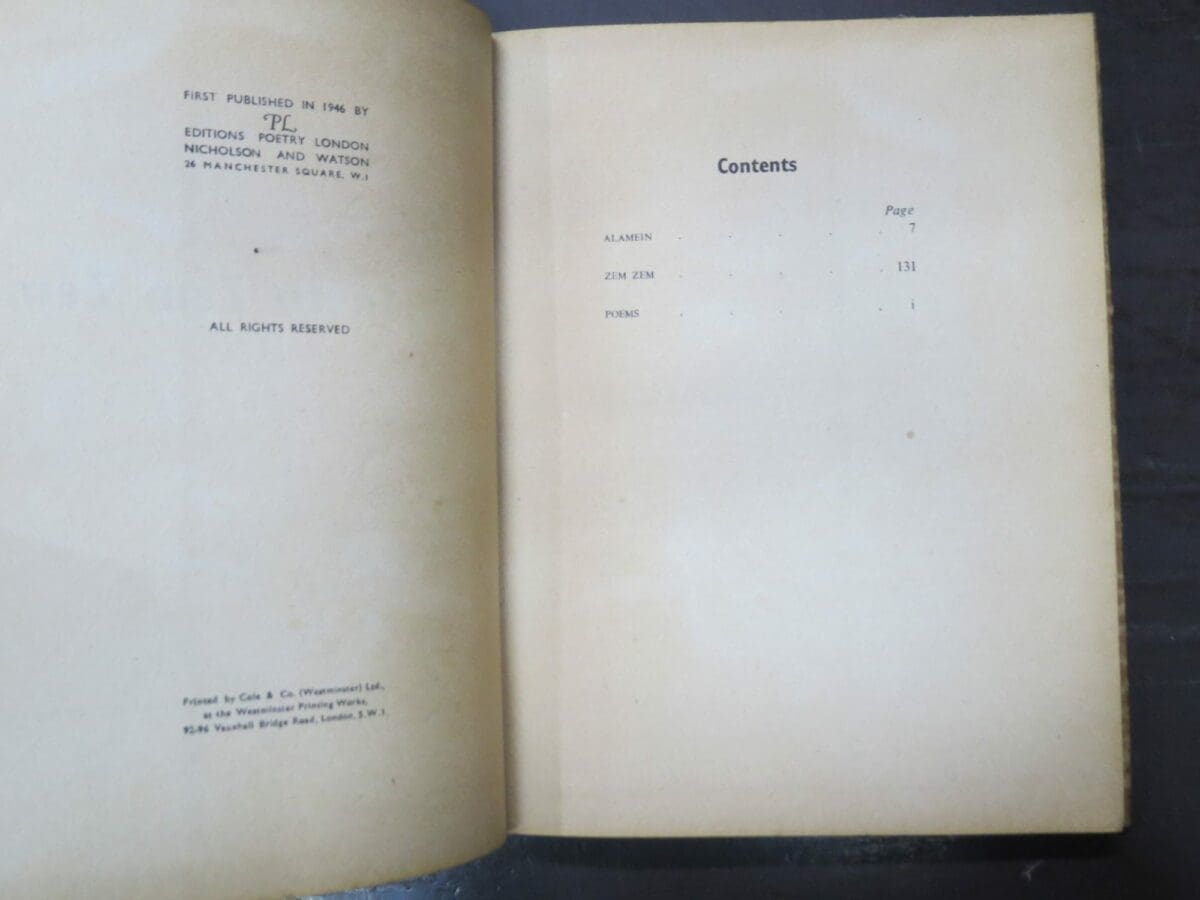 FIRST PUBLISHED IN 1946 BY
PL
EDITIONS POETRY LONDON
NICHOLSON AND WATSON
26 MANCHESTER SQUARE, W.1
ALL RIGHTS RESERVED
Printed by Cole & Co. (Westminster) Ltd.,
at the Westminster Printing Works,
92-96 Vauxhall Bridge Road, London, S.W.1.
Contents
Page
ALAMEIN . . . . . 7
ZEM ZEM . . . . . 131
POEMS . . . . . i